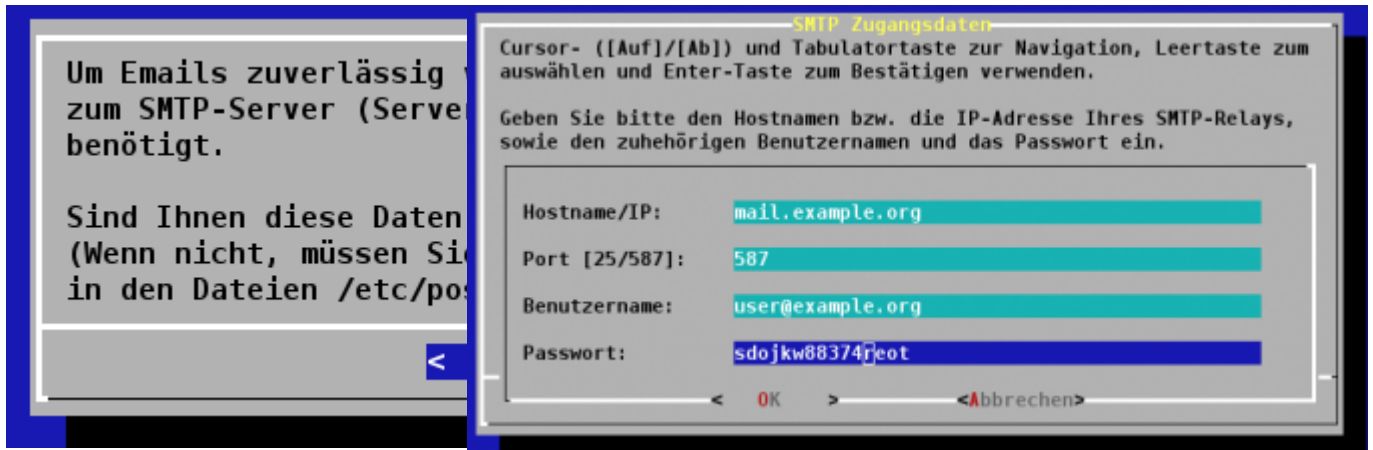 Um Emails zuverlässig
zum SMTP-Server (Server
benötigt.
Sind Ihnen diese Daten
(Wenn nicht, müssen Sie
in den Dateien /etc/pos
<
SMTP Zugangsdaten
Cursor- ([Auf]/[Ab]) und Tabulatortaste zur Navigation, Leertaste zum
auswählen und Enter-Taste zum Bestätigen verwenden.
Geben Sie bitte den Hostnamen bzw. die IP-Adresse Ihres SMTP-Relays,
sowie den zuhehörigen Benutzernamen und das Passwort ein.
Hostname/IP: mail.example.org
Port [25/587]: 587
Benutzername: user@example.org
Passwort: sdojkw88374reot
< OK > <Abbrechen>